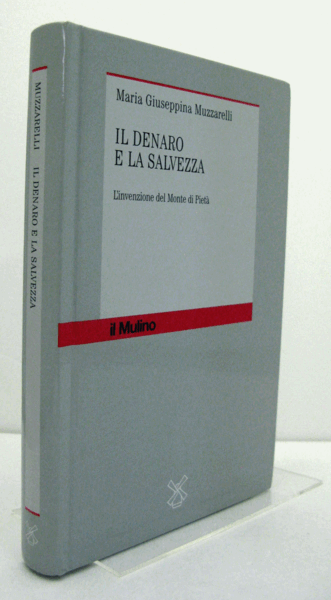 Maria Giuseppina Muzzarelli
IL DENARO
E LA SALVEZZA
L'invenzione del Monte di Pietà
il Mulino
MUZZARELLI IL DENARO E LA SALVEZZA